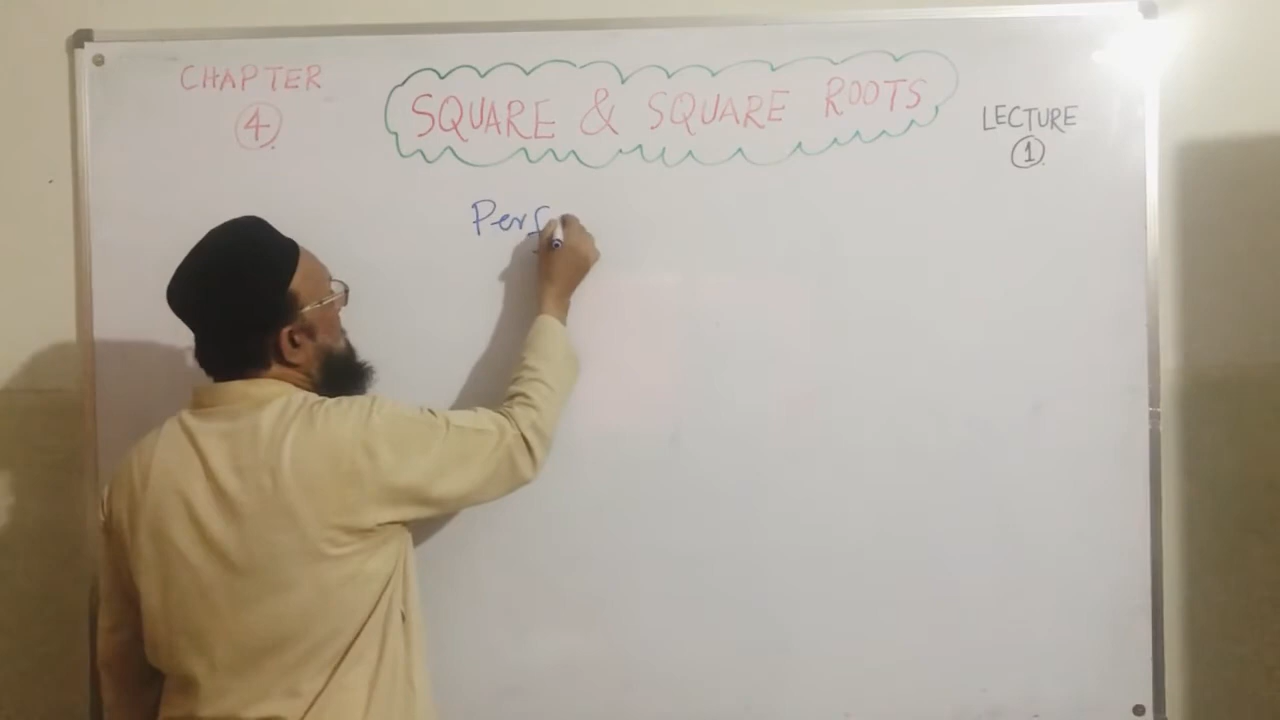 CHAPTER
4
SQUARE & SQUARE ROOTS
LECTURE
1
Perf